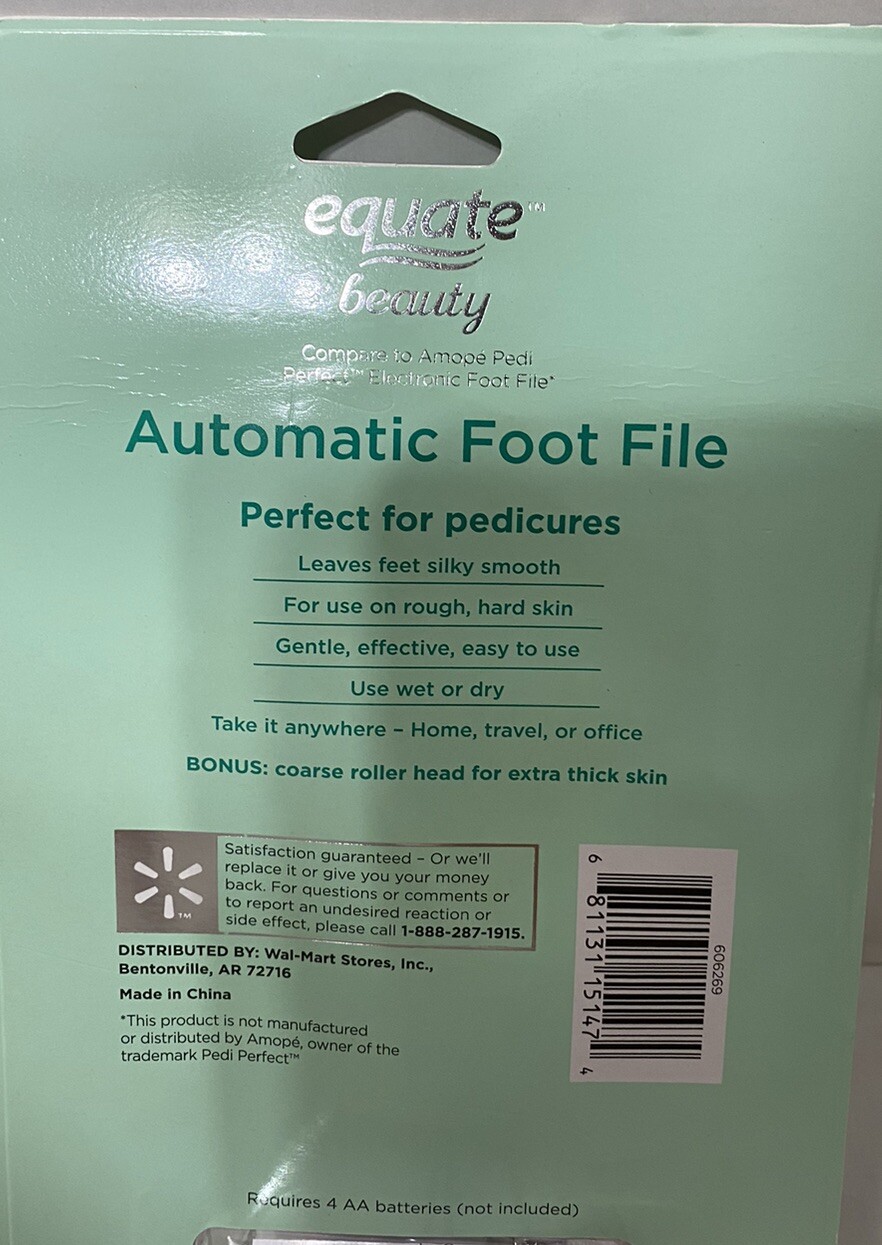 equate™
beauty
Compare to Amopé Pedi
Perfect™ Electronic Foot File*
Automatic Foot File
Perfect for pedicures
Leaves feet silky smooth
For use on rough, hard skin
Gentle, effective, easy to use
Use wet or dry
Take it anywhere – Home, travel, or office
BONUS: coarse roller head for extra thick skin
Satisfaction guaranteed – Or we'll
replace it or give you your money
back. For questions or comments or
to report an undesired reaction or
side effect, please call 1-888-287-1915.
TM
DISTRIBUTED BY: Wal-Mart Stores, Inc.,
Bentonville, AR 72716
Made in China
*This product is not manufactured
or distributed by Amopé, owner of the
trademark Pedi Perfect™
6 81131 15147 4
606269
Requires 4 AA batteries (not included)